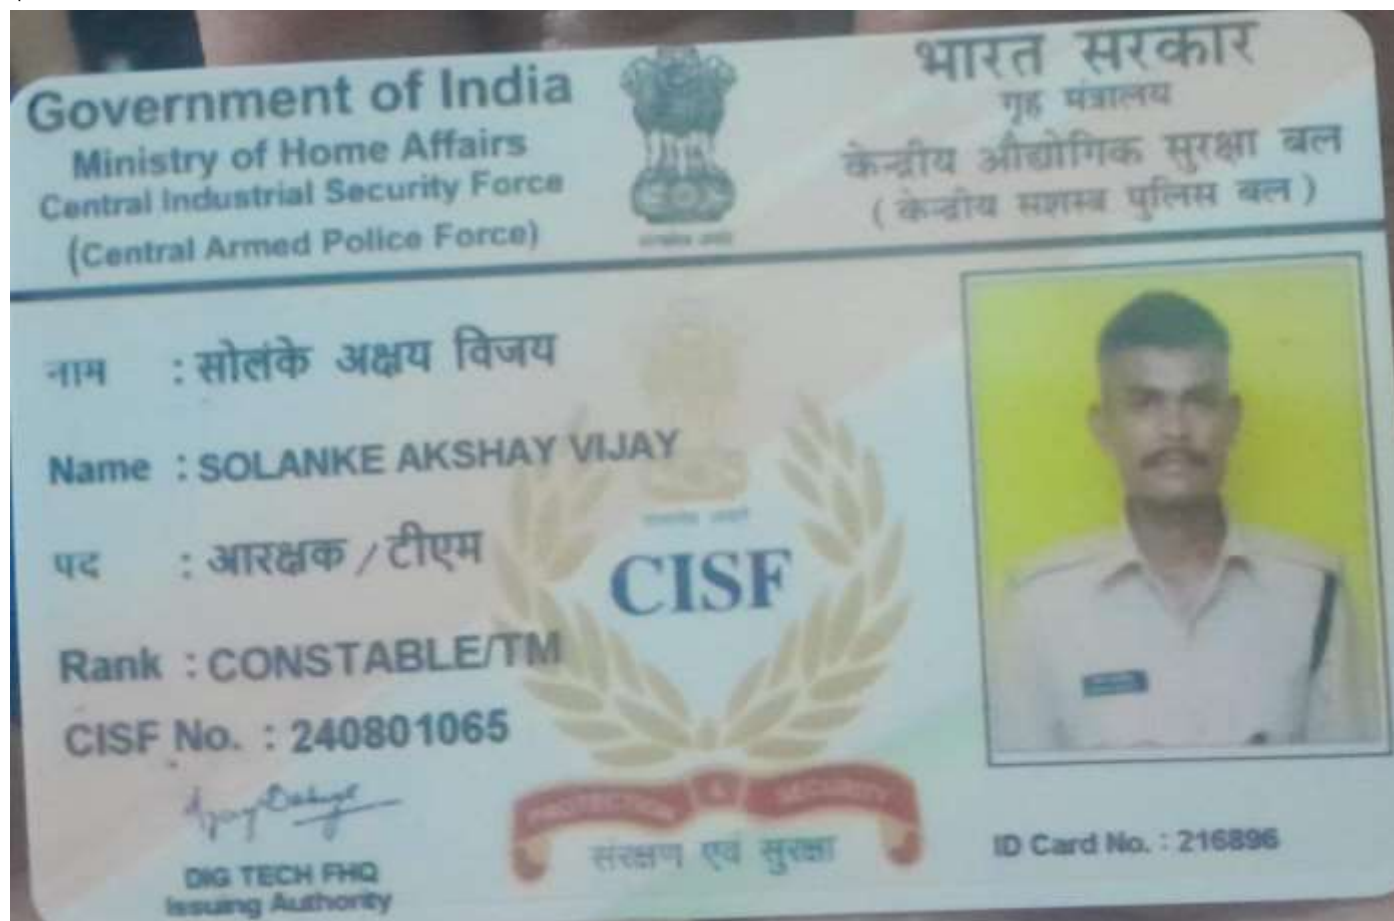 Government of India
Ministry of Home Affairs
Central Industrial Security Force
(Central Armed Police Force)
भारत सरकार
गृह मंत्रालय
केन्द्रीय औद्योगिक सुरक्षा बल
(केन्द्रीय सशस्त्र पुलिस बल)
नाम : सोलंके अक्षय विजय
Name : SOLANKE AKSHAY VIJAY
पद : आरक्षक / टीएम
Rank : CONSTABLE/TM
CISF No. : 240801065
CISF
PROTECTION & SECURITY
संरक्षण एवं सुरक्षा
DIG TECH FHQ
Issuing Authority
ID Card No. : 216896